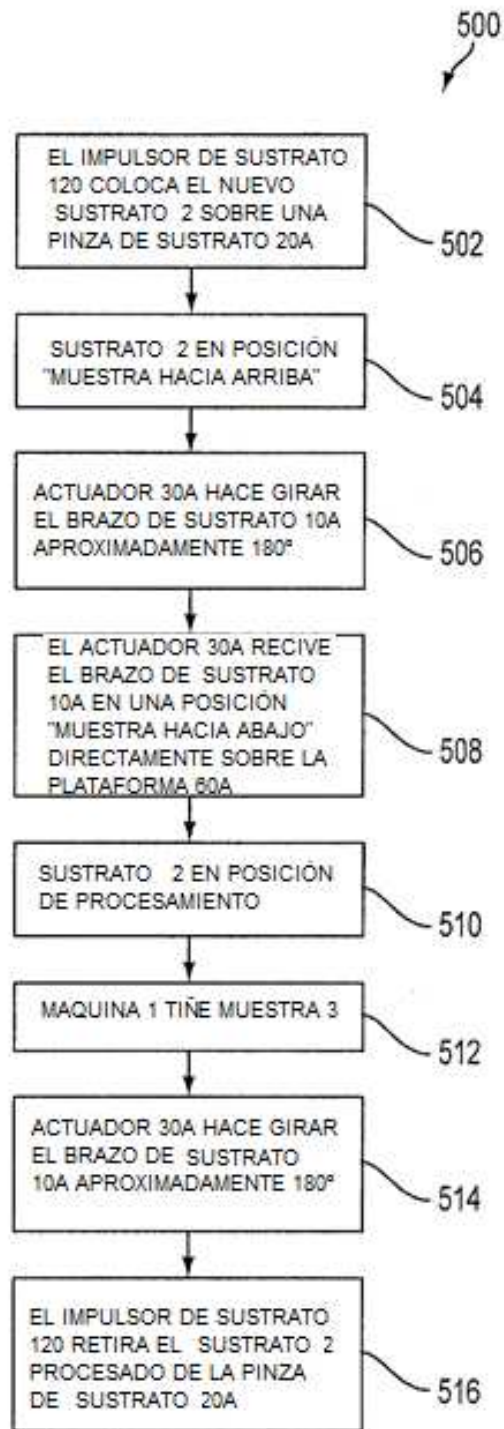 500
EL IMPULSOR DE SUSTRATO
120 COLOCA EL NUEVO
SUSTRATO 2 SOBRE UNA
PINZA DE SUSTRATO 20A
502
SUSTRATO 2 EN POSICIÓN
"MUESTRA HACIA ARRIBA"
504
ACTUADOR 30A HACE GIRAR
EL BRAZO DE SUSTRATO 10A
APROXIMADAMENTE 180º
506
EL ACTUADOR 30A RECIVE
EL BRAZO DE SUSTRATO
10A EN UNA POSICIÓN
"MUESTRA HACIA ABAJO"
DIRECTAMENTE SOBRE LA
PLATAFORMA 60A
508
SUSTRATO 2 EN POSICIÓN
DE PROCESAMIENTO
510
MAQUINA 1 TIÑE MUESTRA 3
512
ACTUADOR 30A HACE GIRAR
EL BRAZO DE SUSTRATO
10A APROXIMADAMENTE 180º
514
EL IMPULSOR DE SUSTRATO
120 RETIRA EL SUSTRATO 2
PROCESADO DE LA PINZA
DE SUSTRATO 20A
516